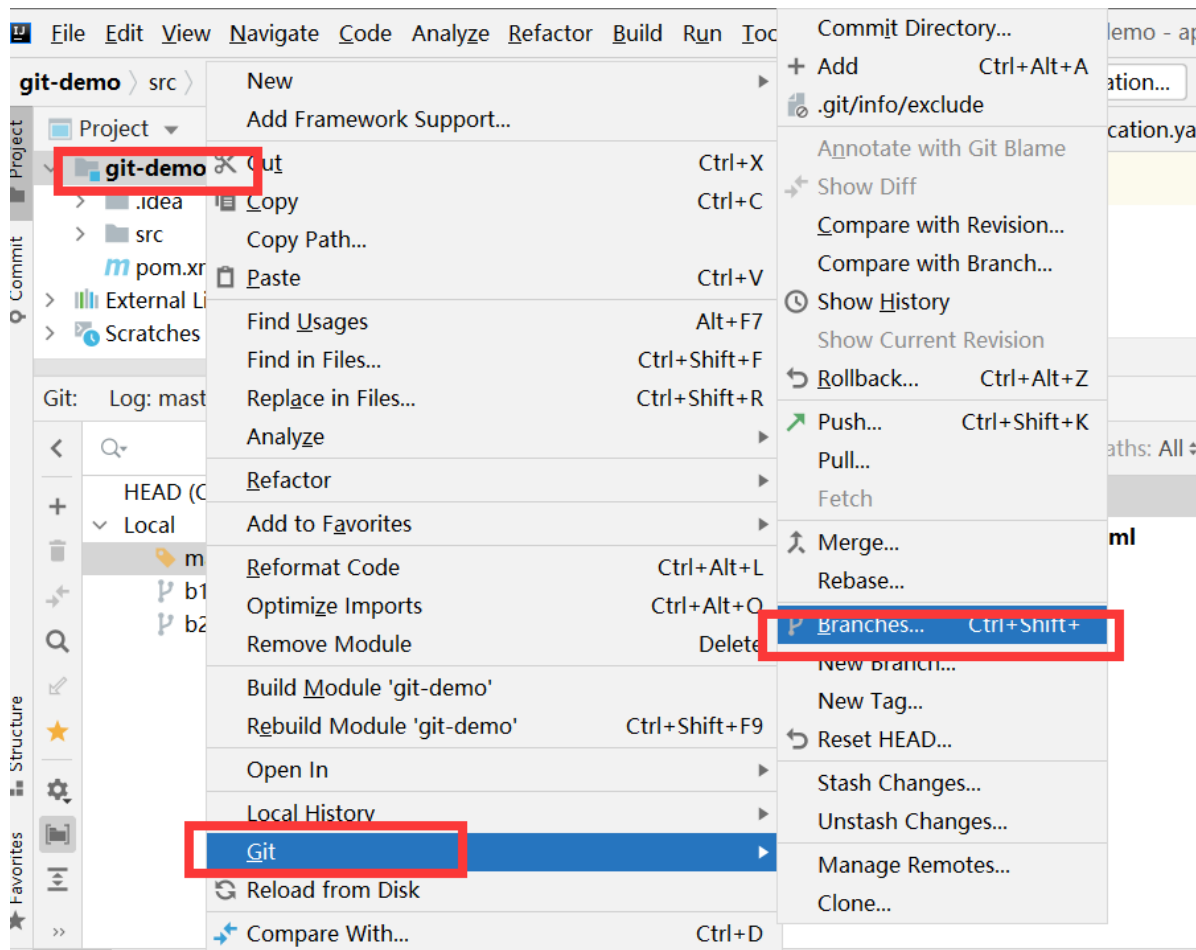 File Edit View Navigate Code Analyze Refactor Build Run
git-demo src
Project
Project
git-demo
.idea
src
External
Scratches
Commit
Git: Log:
HEAD
Local
b1
b2
Structure
Favorites
New
Add Framework Support...
Cut Ctrl+X
Copy Ctrl+C
Copy Path...
Paste Ctrl+V
Find Usages Alt+F7
Find in Files... Ctrl+Shift+F
Replace in Files... Ctrl+Shift+R
Analyze
Refactor
Add to Favorites
Reformat Code Ctrl+Alt+L
Optimize Imports Ctrl+Alt+O
Remove Module Delete
Build Module 'git-demo'
Rebuild Module 'git-demo' Ctrl+Shift+F9
Open In
Local History
Git
Reload from Disk
Compare With... Ctrl+D
Commit Directory...
Add Ctrl+Alt+A
.git/info/exclude
Annotate with Git Blame
Show Diff
Compare with Revision...
Compare with Branch...
Show History
Show Current Revision
Rollback... Ctrl+Alt+Z
Push... Ctrl+Shift+K
Pull...
Fetch
Merge...
Rebase...
Branches... Ctrl+Shift+
New Branch...
New Tag...
Reset HEAD...
Stash Changes...
Unstash Changes...
Manage Remotes...
Clone...
All